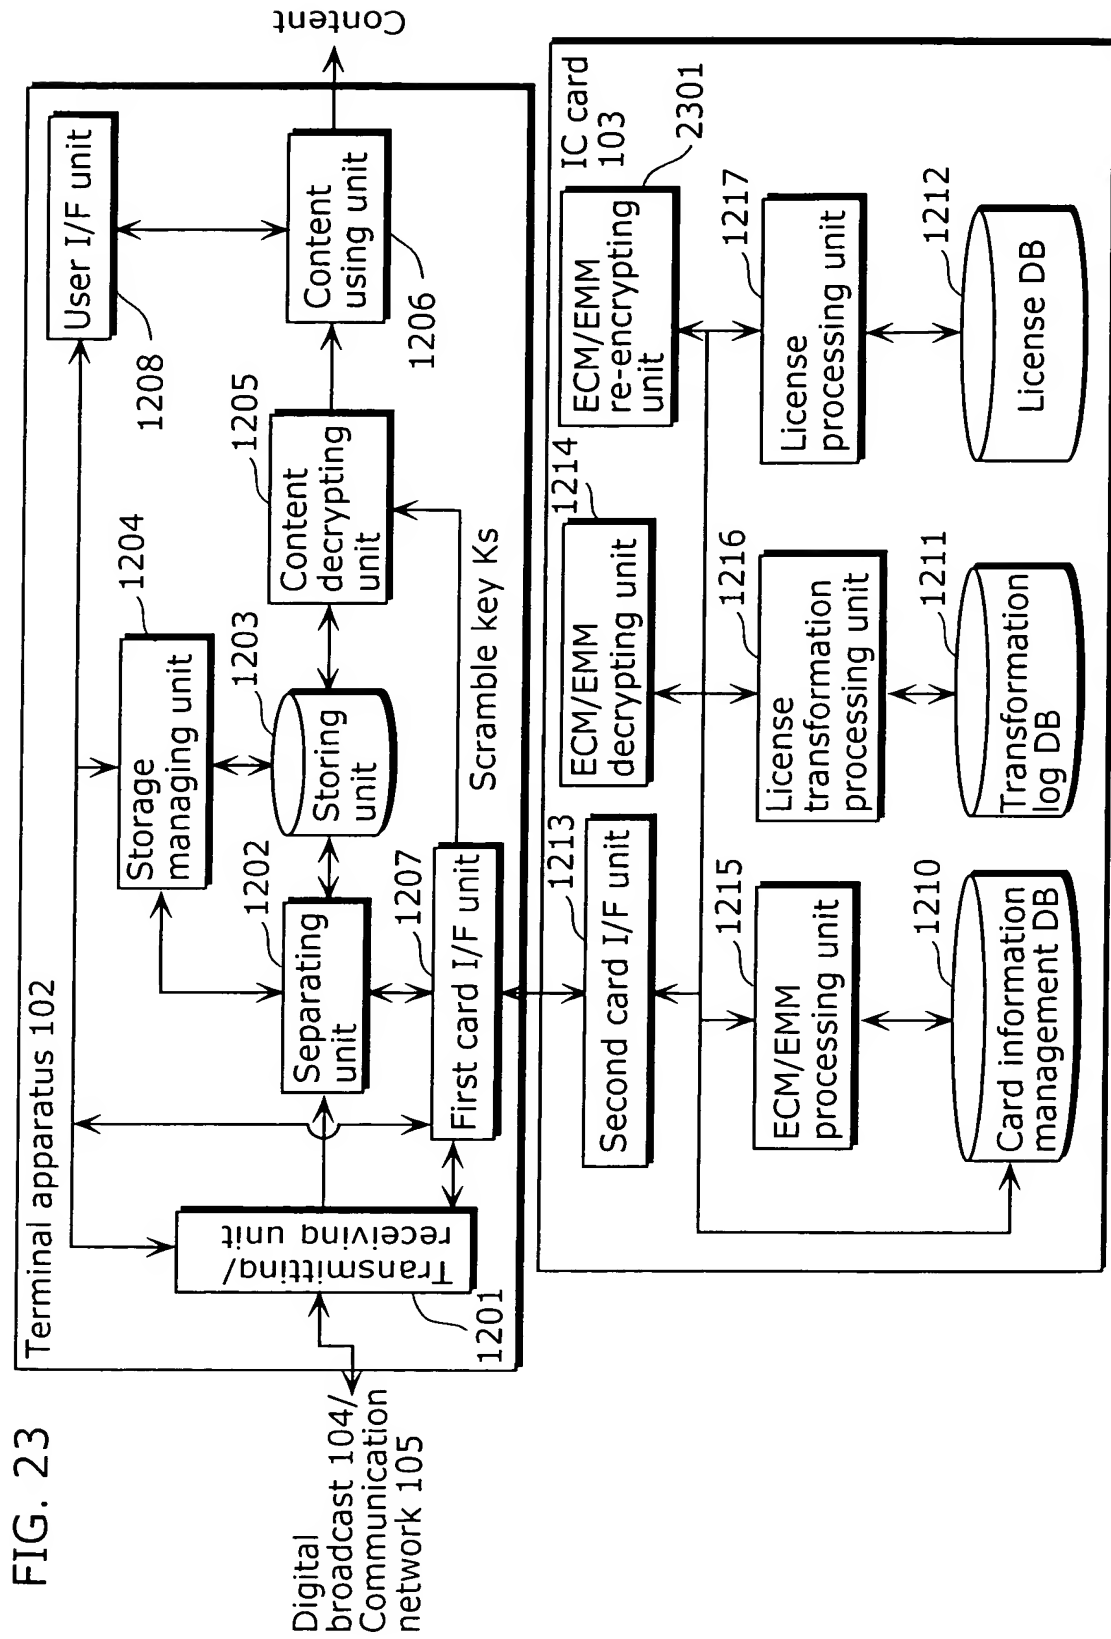 FIG. 23
Terminal apparatus 102
Digital
broadcast 104/
Communication
network 105
Transmitting/
receiving unit
1201
Separating
unit
1202
Storage
managing unit
1204
Storing
unit
1203
First card I/F unit
1207
Content
decrypting
unit
1205
Scramble key Ks
User I/F unit
1208
Content
using unit
1206
Content
IC card
103
Second card I/F unit
1213
ECM/EMM
decrypting unit
1214
ECM/EMM
re-encrypting
unit
2301
ECM/EMM
processing unit
1215
License
transformation
processing unit
1216
License
processing unit
1217
Card information
management DB
1210
Transformation
log DB
1211
License DB
1212